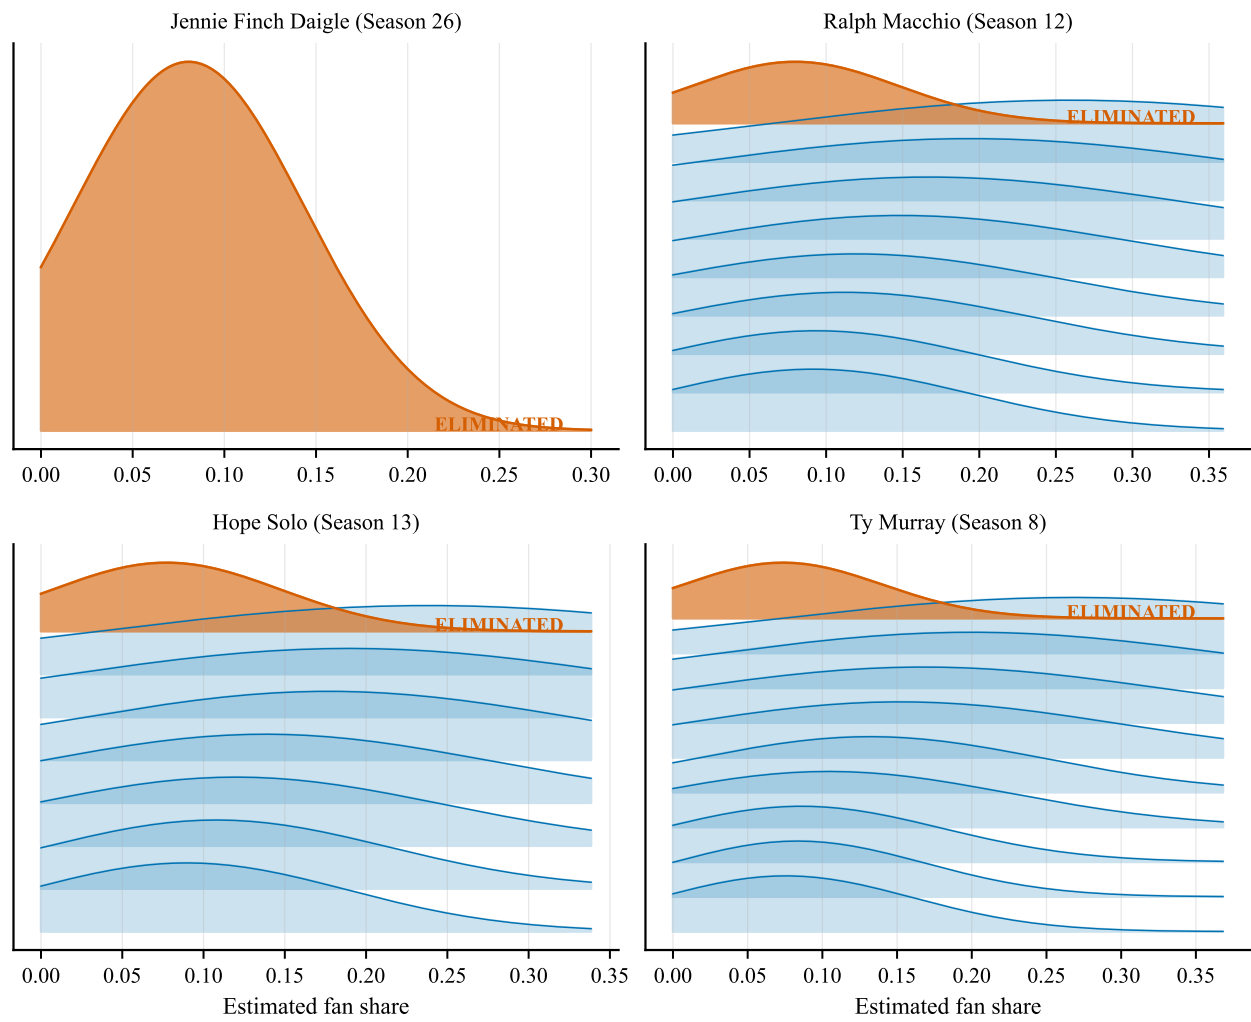 Jennie Finch Daigle (Season 26)
ELIMINATED
0.00 0.05 0.10 0.15 0.20 0.25 0.30
Ralph Macchio (Season 12)
ELIMINATED
0.00 0.05 0.10 0.15 0.20 0.25 0.30 0.35
Hope Solo (Season 13)
ELIMINATED
0.00 0.05 0.10 0.15 0.20 0.25 0.30 0.35
Estimated fan share
Ty Murray (Season 8)
ELIMINATED
0.00 0.05 0.10 0.15 0.20 0.25 0.30 0.35
Estimated fan share